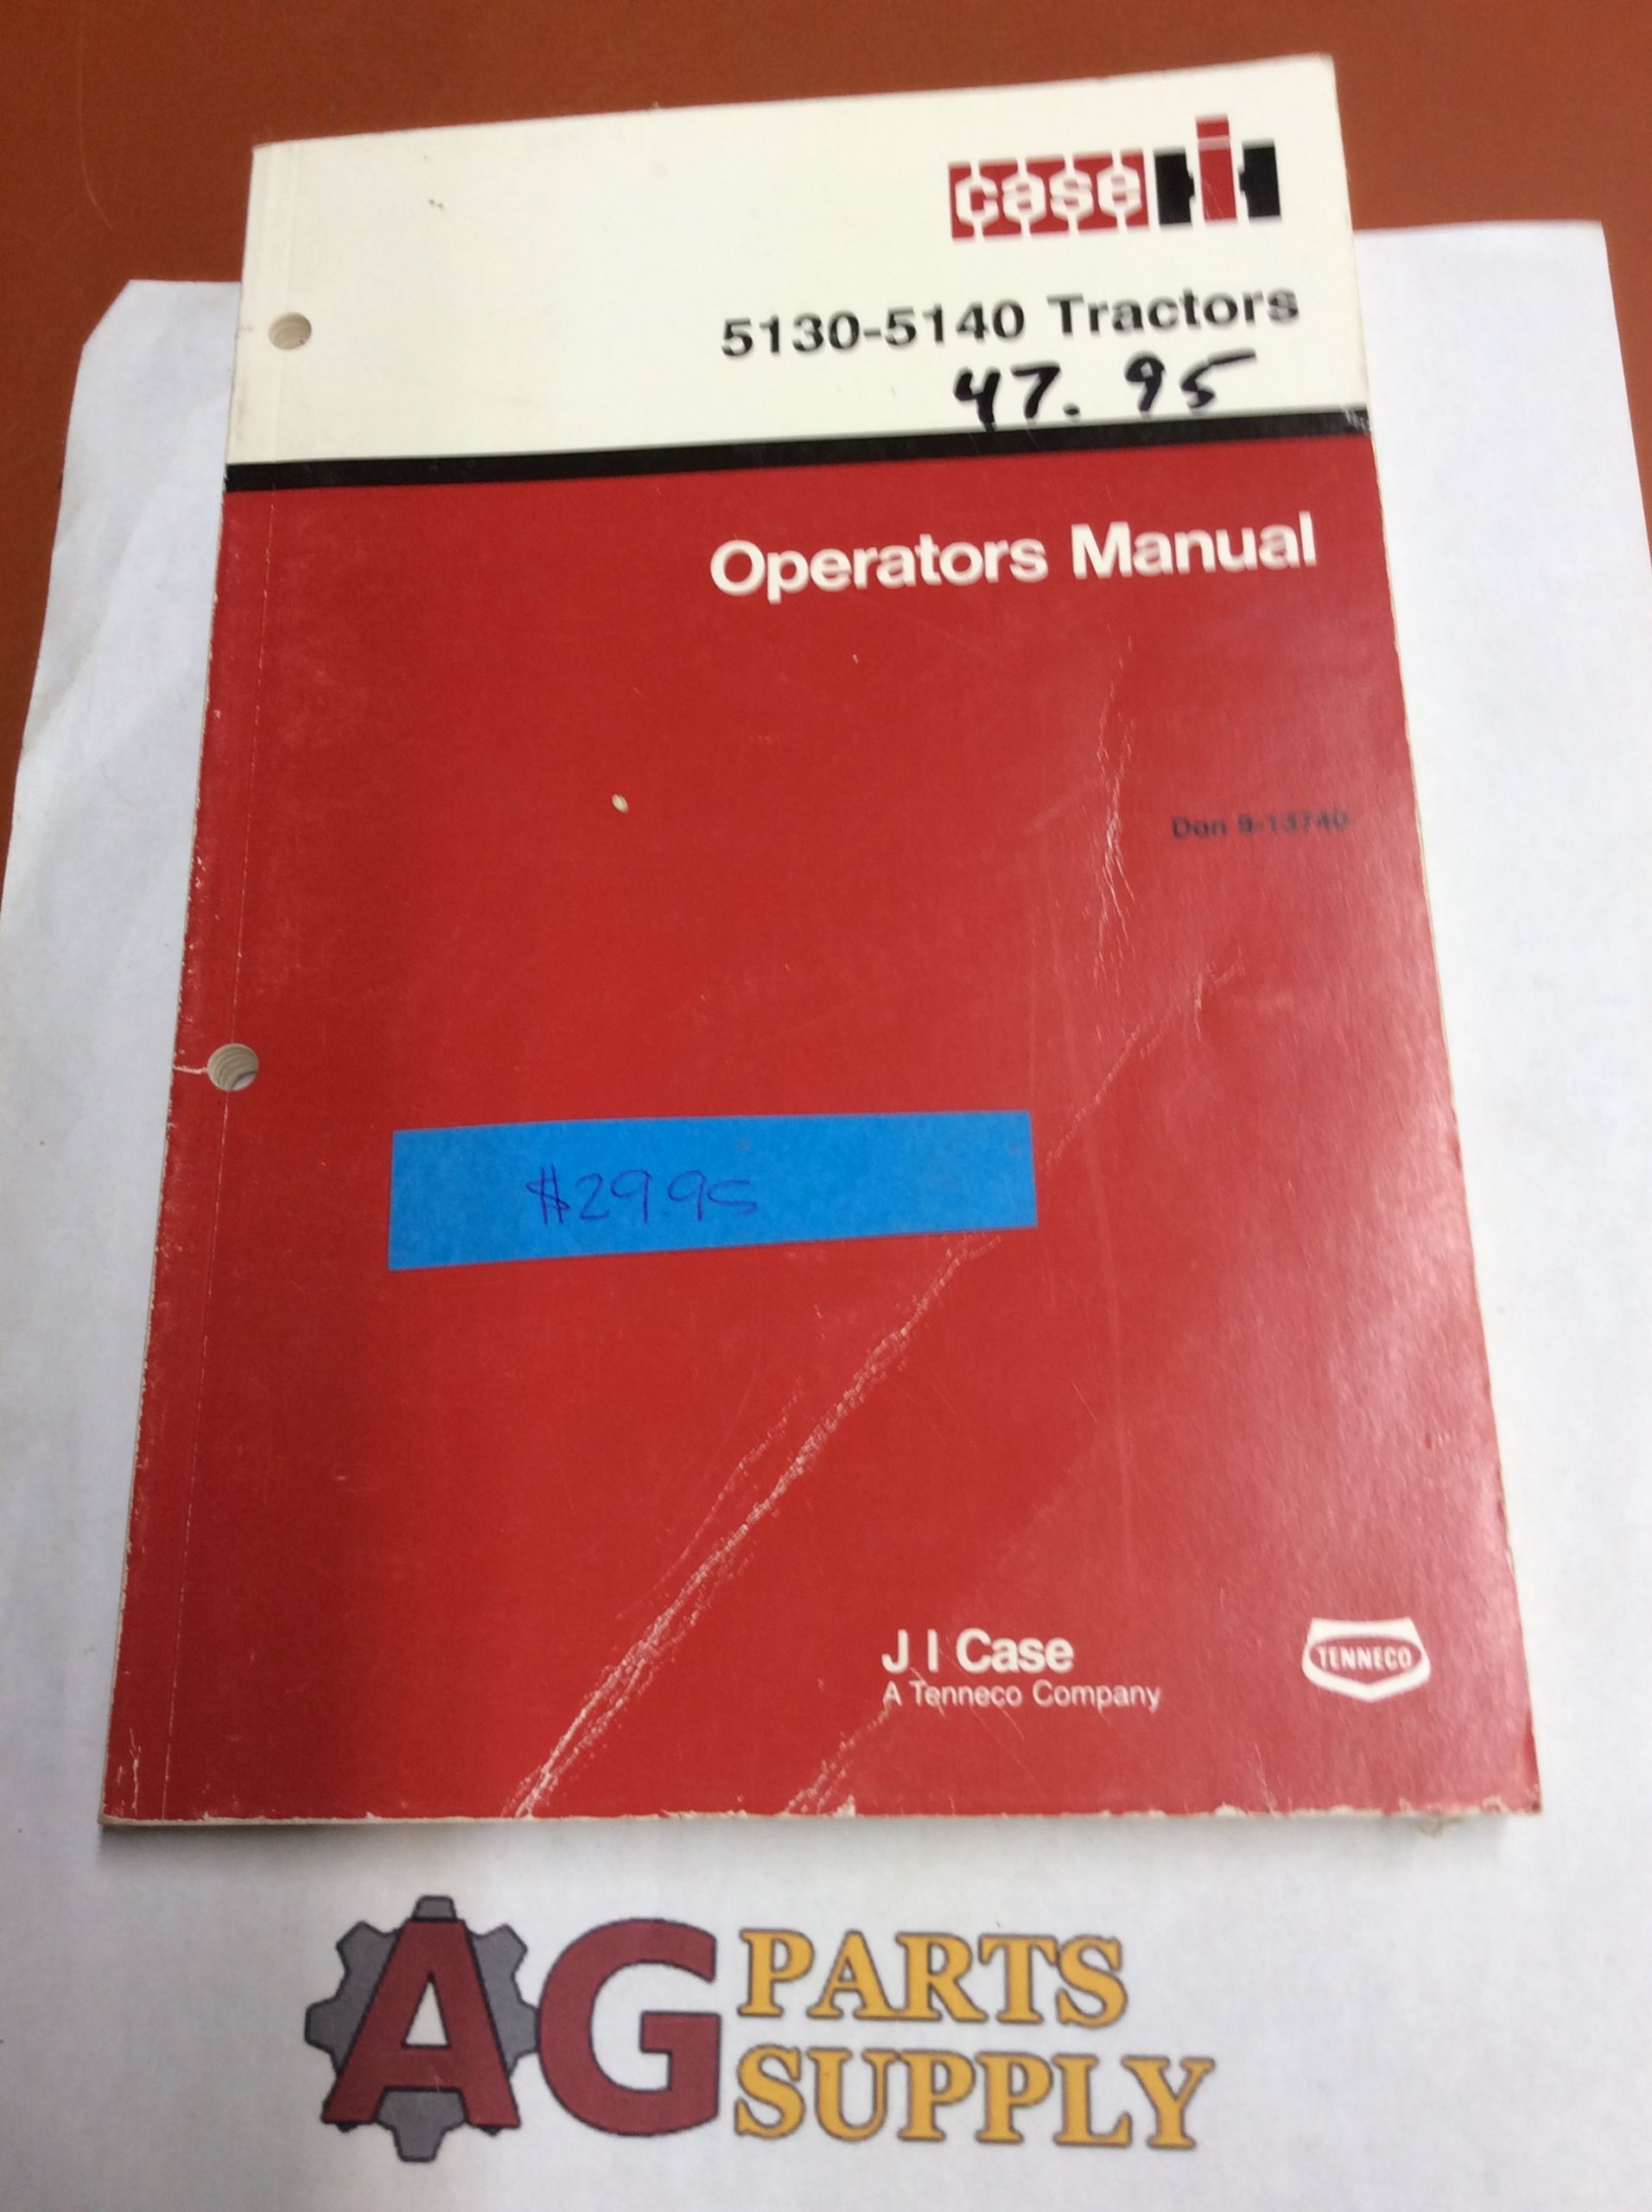 case IH
5130-5140 Tractors
47.95
Operators Manual
Don 9-13740
$29.95
J I Case
A Tenneco Company
TENNECO
AG PARTS
SUPPLY